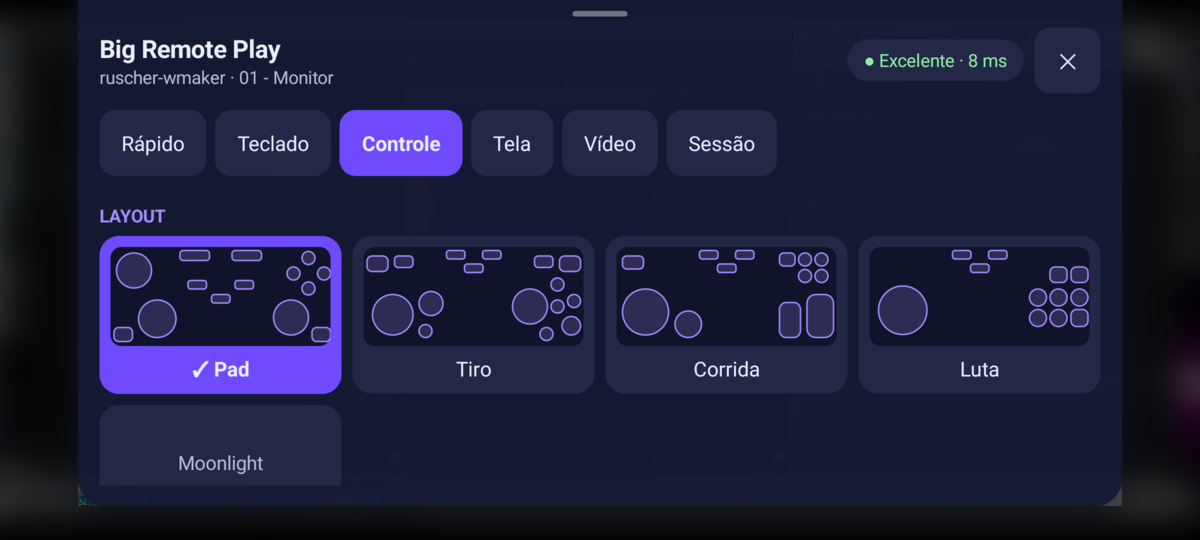 Big Remote Play
ruscher-wmaker · 01 - Monitor
● Excelente · 8 ms
Rápido
Teclado
Controle
Tela
Vídeo
Sessão
LAYOUT
✓ Pad
Tiro
Corrida
Luta
Moonlight